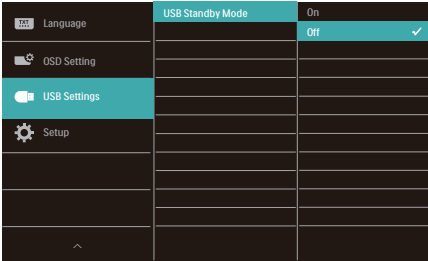 TXT Language
OSD Setting
USB Settings
Setup
USB Standby Mode
On
Off